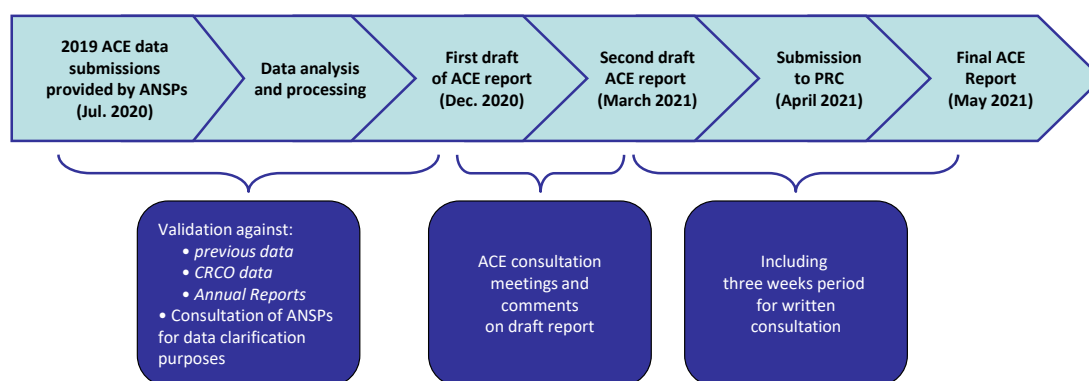 2019 ACE data
submissions
provided by ANSPs
(Jul. 2020)
Data analysis
and processing
First draft
of ACE report
(Dec. 2020)
Second draft
ACE report
(March 2021)
Submission
to PRC
(April 2021)
Final ACE
Report
(May 2021)
Validation against:
• previous data
• CRCO data
• Annual Reports
• Consultation of ANSPs
for data clarification
purposes
ACE consultation
meetings and
comments
on draft report
Including
three weeks period
for written
consultation